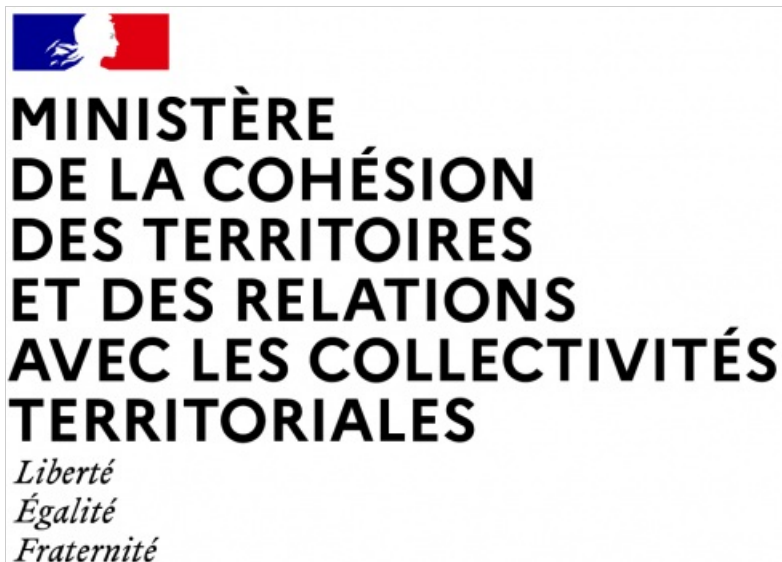 MINISTÈRE
DE LA COHÉSION
DES TERRITOIRES
ET DES RELATIONS
AVEC LES COLLECTIVITÉS
TERRITORIALES
Liberté
Égalité
Fraternité